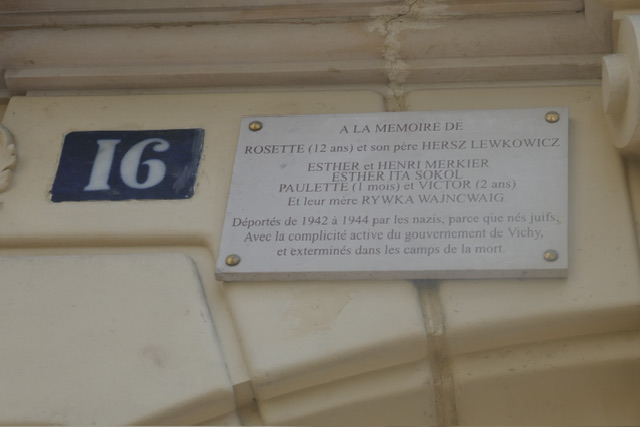 16
A LA MEMOIRE DE
ROSETTE (12 ans) et son père HERSZ LEWKOWICZ
ESTHER et HENRI MERKIER
ESTHER ITA SOKOL
PAULETTE (1 mois) et VICTOR (2 ans)
Et leur mère RYWKA WAJNCWAIG
Déportés de 1942 à 1944 par les nazis, parce que nés juifs,
Avec la complicité active du gouvernement de Vichy,
et exterminés dans les camps de la mort.